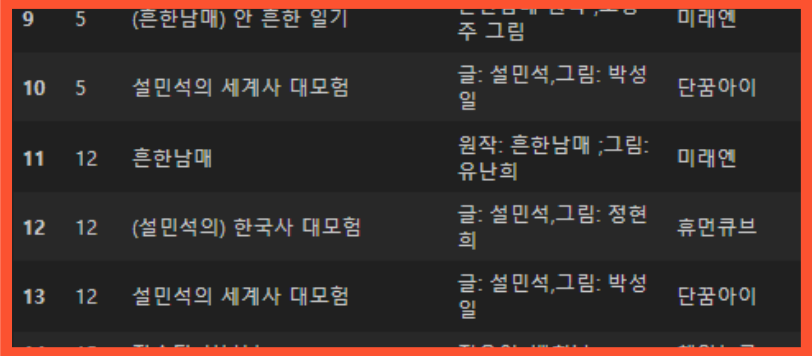 9 5 (흔한남매) 안 흔한 일기 미래엔
주 그림
10 5 설민석의 세계사 대모험 글: 설민석,그림: 박성 단꿈아이
일
11 12 흔한남매 원작: 흔한남매 ;그림: 미래엔
유난희
12 12 (설민석의) 한국사 대모험 글: 설민석,그림: 정현 휴먼큐브
희
13 12 설민석의 세계사 대모험 글: 설민석,그림: 박성 단꿈아이
일